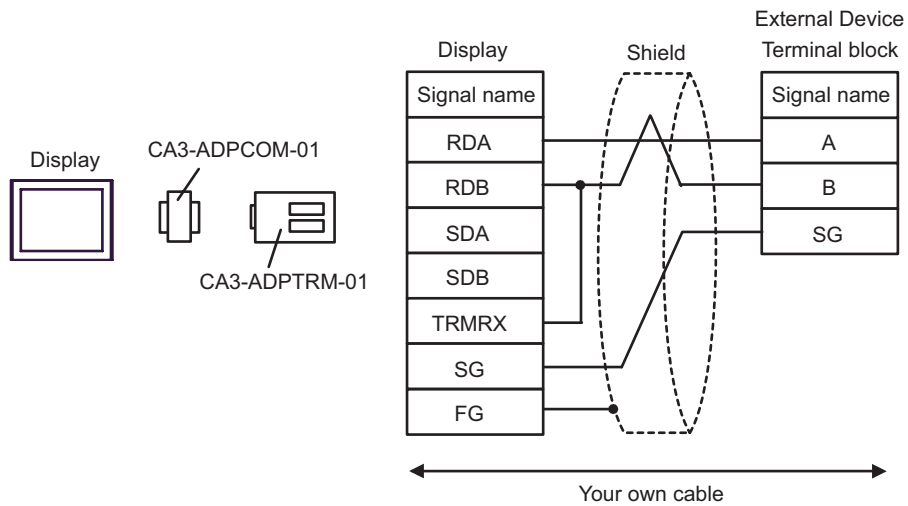 Display
CA3-ADPCOM-01
CA3-ADPTRM-01
Display
Signal name
RDA
RDB
SDA
SDB
TRMRX
SG
FG
Shield
External Device
Terminal block
Signal name
A
B
SG
Your own cable